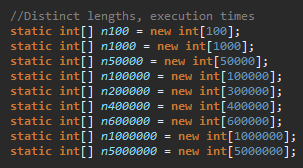 //Distinct lengths, execution times
static int[] n100 = new int[100];
static int[] n1000 = new int[1000];
static int[] n50000 = new int[50000];
static int[] n100000 = new int[100000];
static int[] n200000 = new int[300000];
static int[] n400000 = new int[400000];
static int[] n600000 = new int[600000];
static int[] n1000000 = new int[1000000];
static int[] n5000000 = new int[5000000];